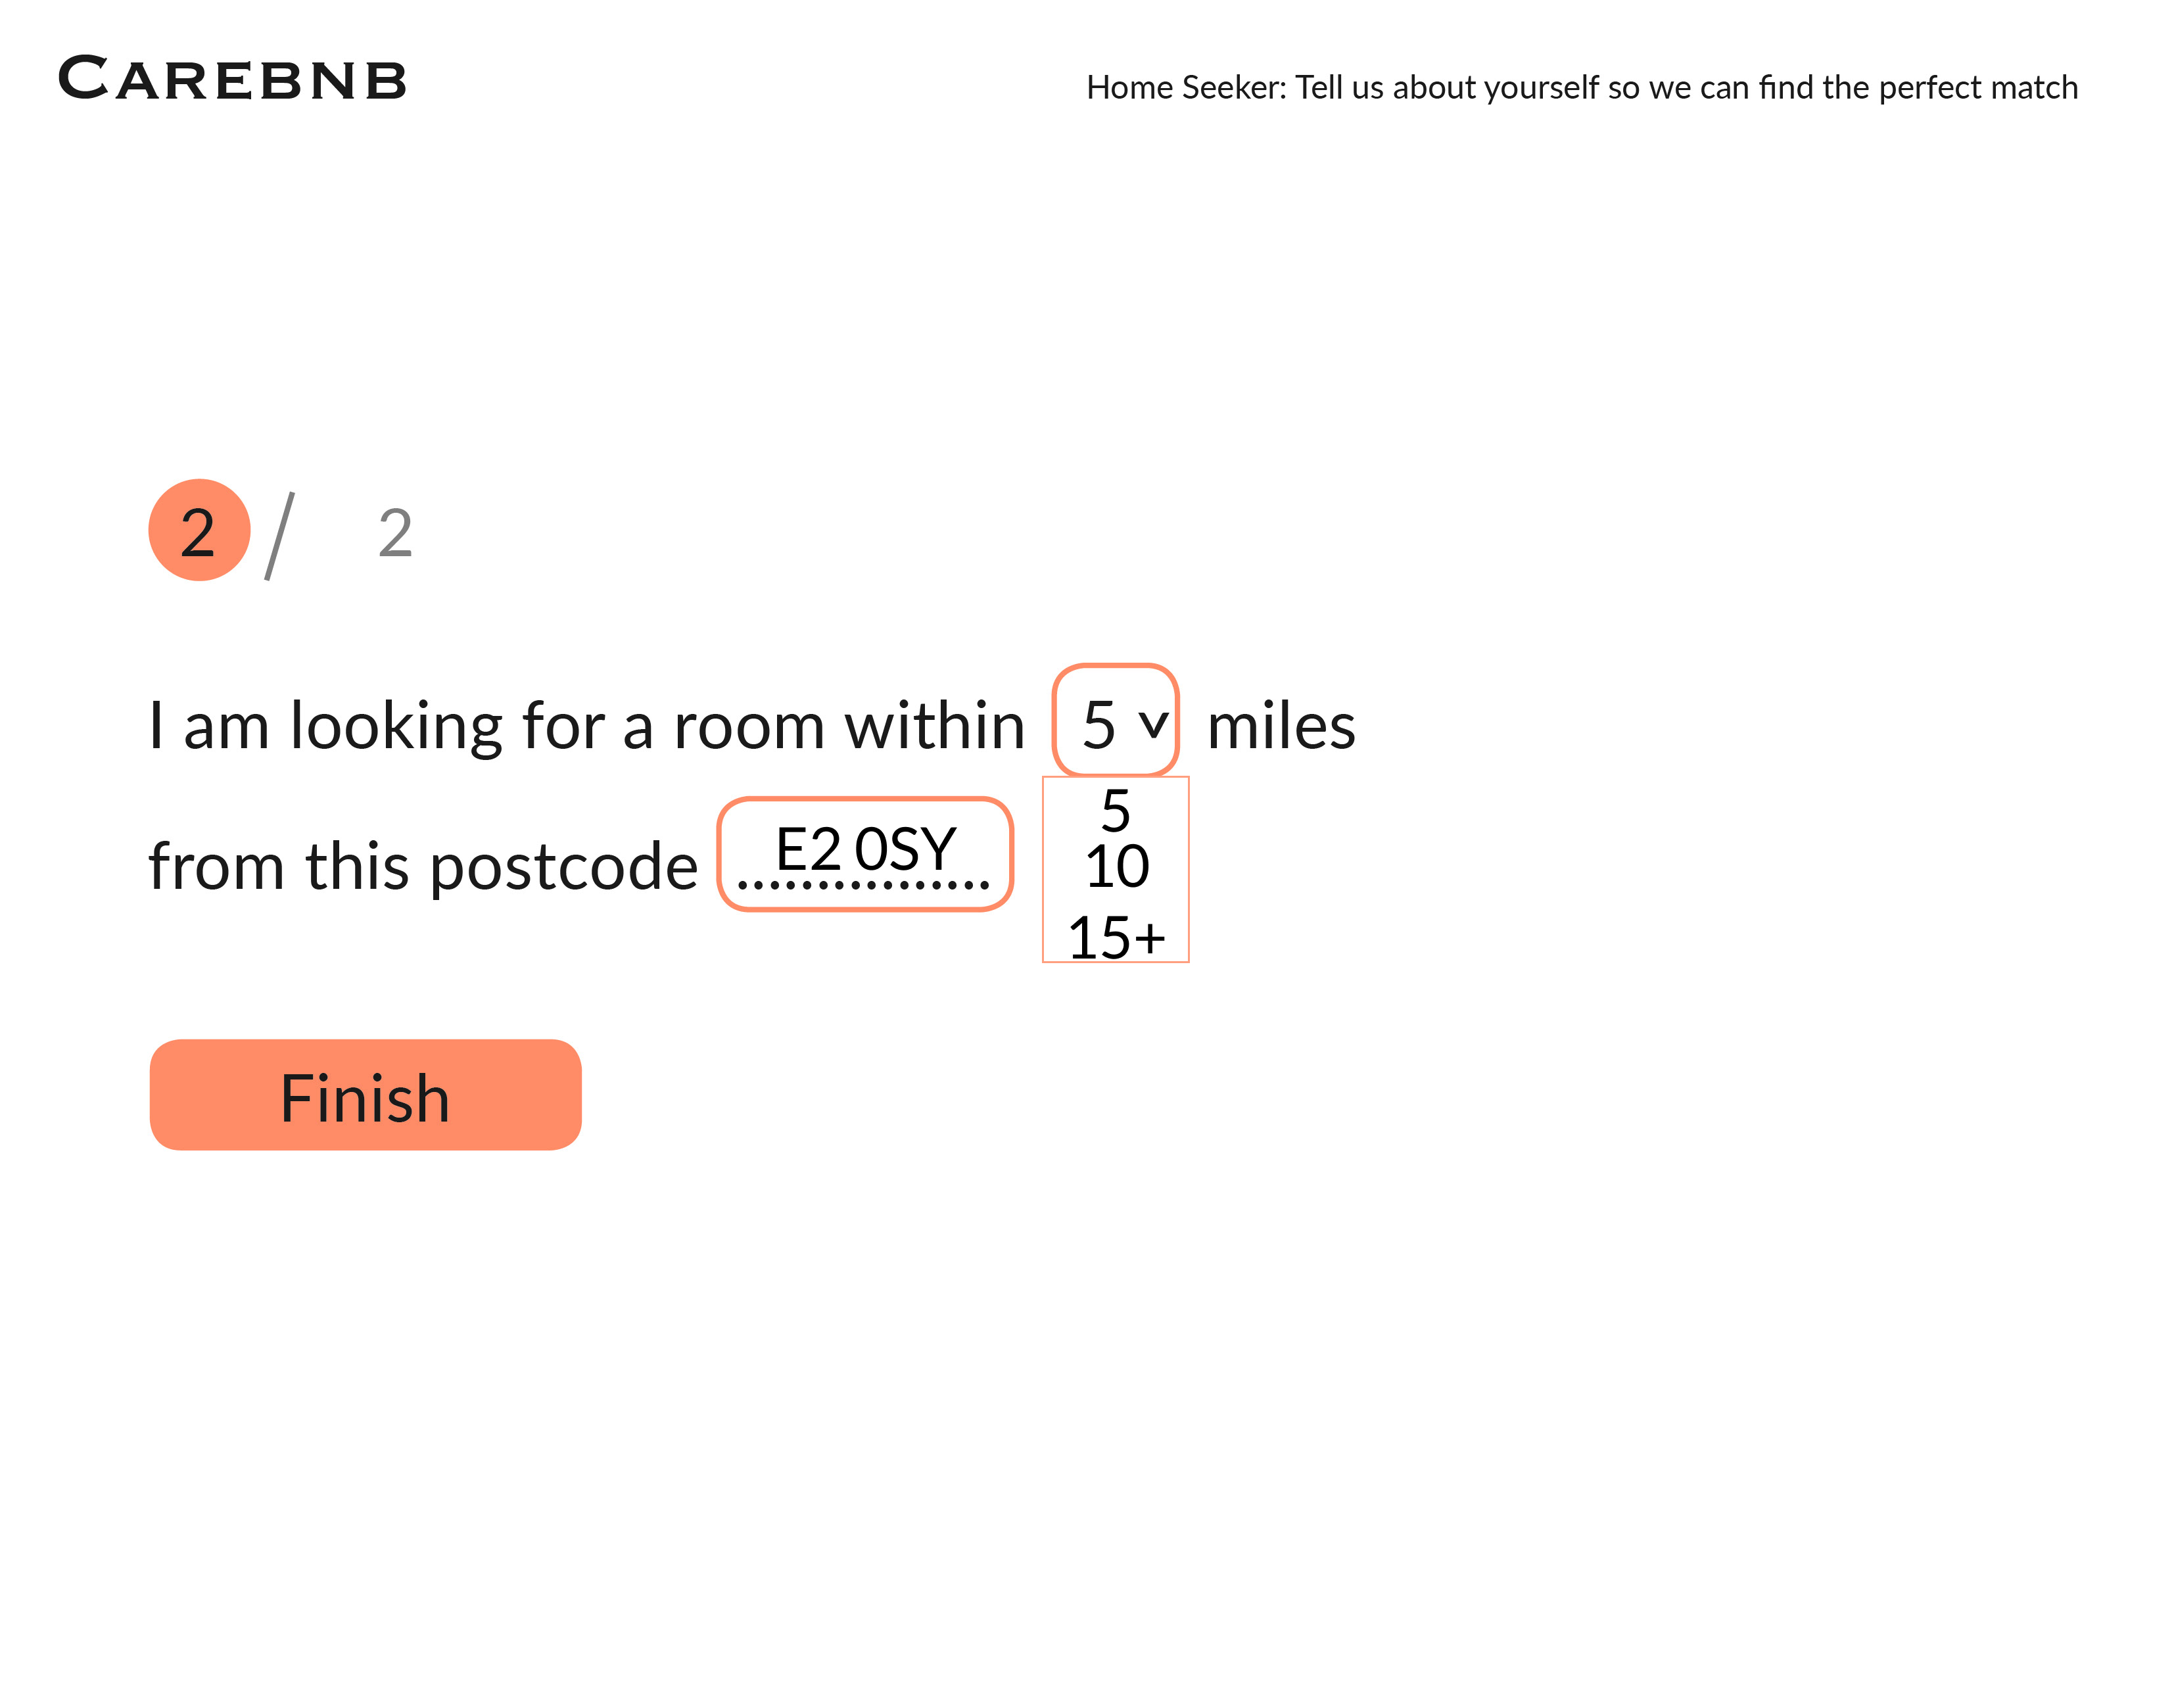 CAREBNB
Home Seeker: Tell us about yourself so we can find the perfect match
2 / 2
I am looking for a room within 5 v miles
5
from this postcode E2 0SY
10
15+
Finish